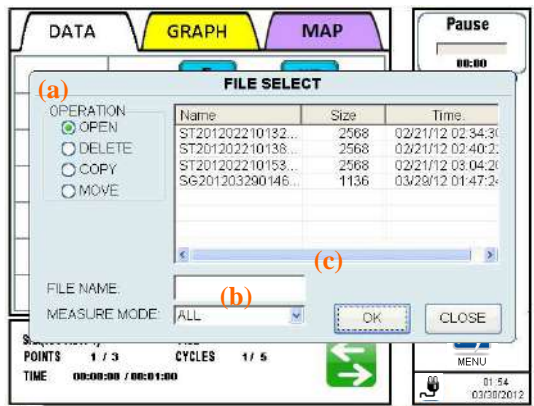 DATA GRAPH MAP
Pause
00:00
FILE SELECT
(a)
OPERATION
OPEN
DELETE
COPY
MOVE
Name Size Time.
ST201202210132... 2568 02/21/12 02:34:30
ST201202210138... 2568 02/21/12 02:40:2
ST201202210153... 2568 02/21/12 03:04:20
SG201203290146... 1136 03/29/12 01:47:2
(c)
FILE NAME:
(b)
MEASURE MODE: ALL
OK CLOSE
POINTS 1 / 3 CYCLES 1 / 5
TIME 00:00:00 / 00:01:00
MENU
01:54
03/30/2012